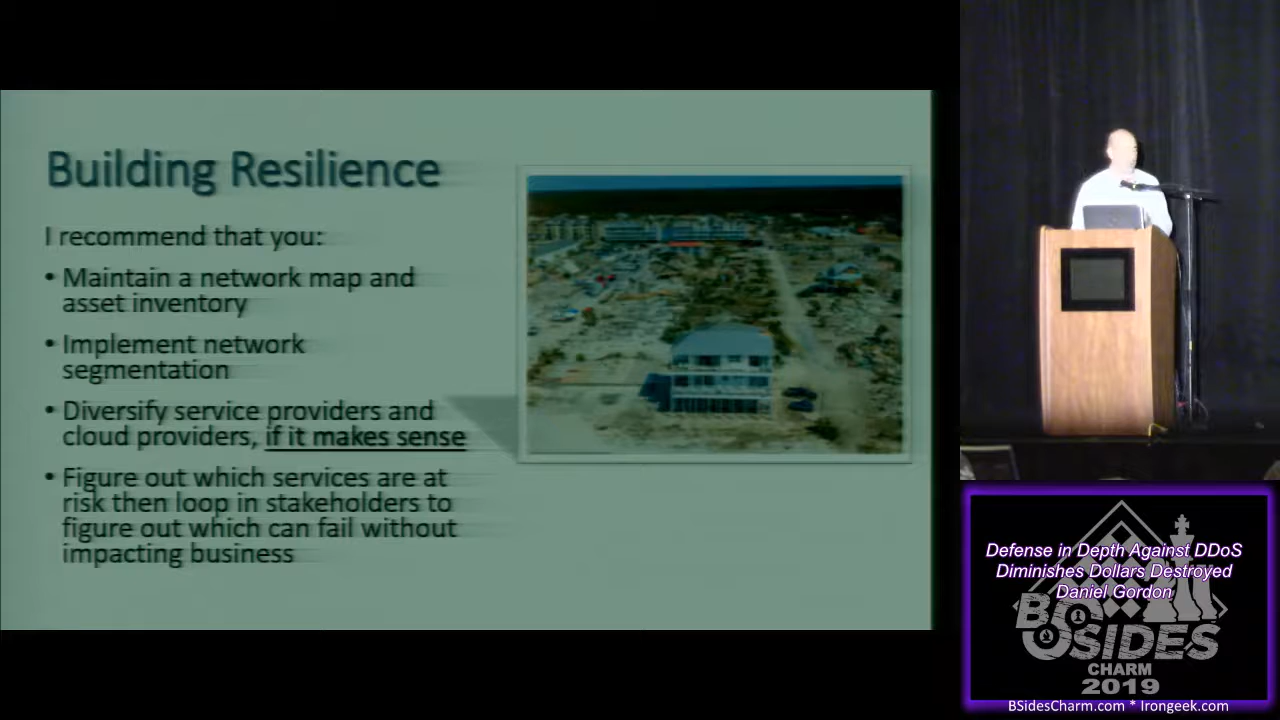 Building Resilience
I recommend that you:
• Maintain a network map and
asset inventory
• Implement network
segmentation
• Diversify service providers and
cloud providers, if it makes sense
• Figure out which services are at
risk then loop in stakeholders to
figure out which can fail without
impacting business
Defense in Depth Against DDoS
Diminishes Dollars Destroyed
Daniel Gordon
BSIDES
CHARM
2019
BSidesCharm.com * Irongeek.com